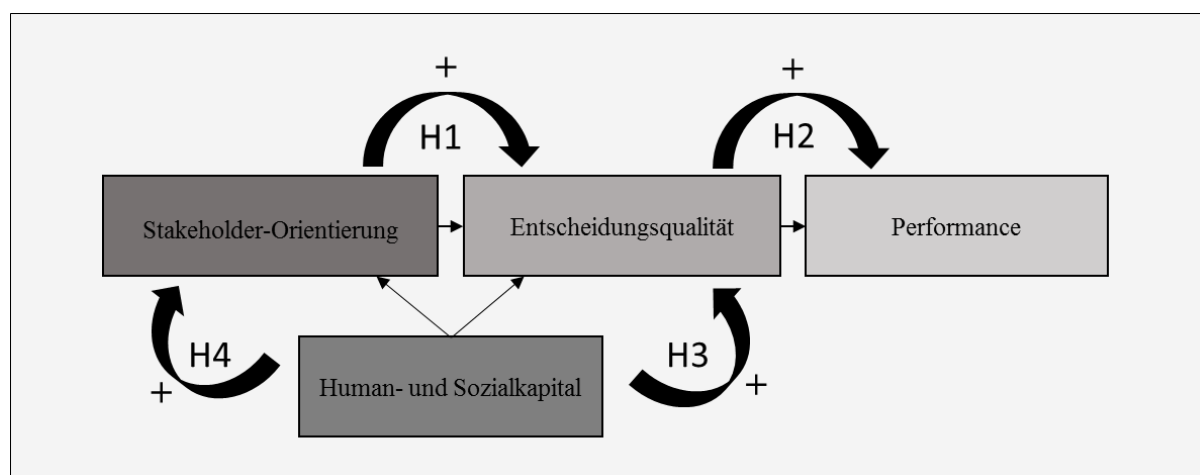 +
+
H1
H2
Stakeholder-Orientierung
Entscheidungsqualität
Performance
H4
Human- und Sozialkapital
H3
+
+